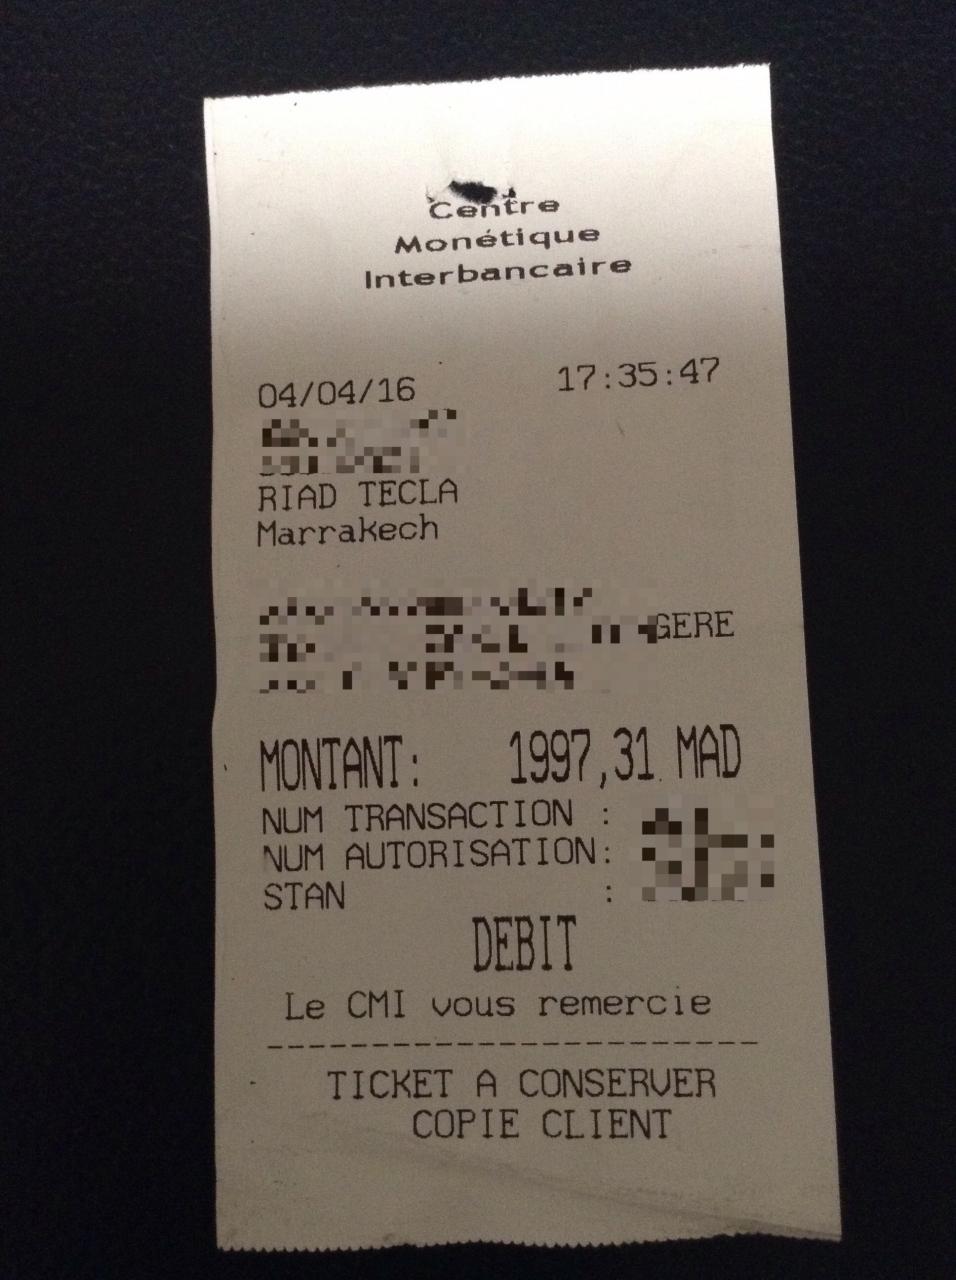 Centre
Monétique
Interbancaire
04/04/16 17:35:47
RIAD TECLA
Marrakech
GERE
MONTANT: 1997,31 MAD
NUM TRANSACTION :
NUM AUTORISATION:
STAN :
DEBIT
Le CMI vous remercie
------------------------
TICKET A CONSERVER
COPIE CLIENT